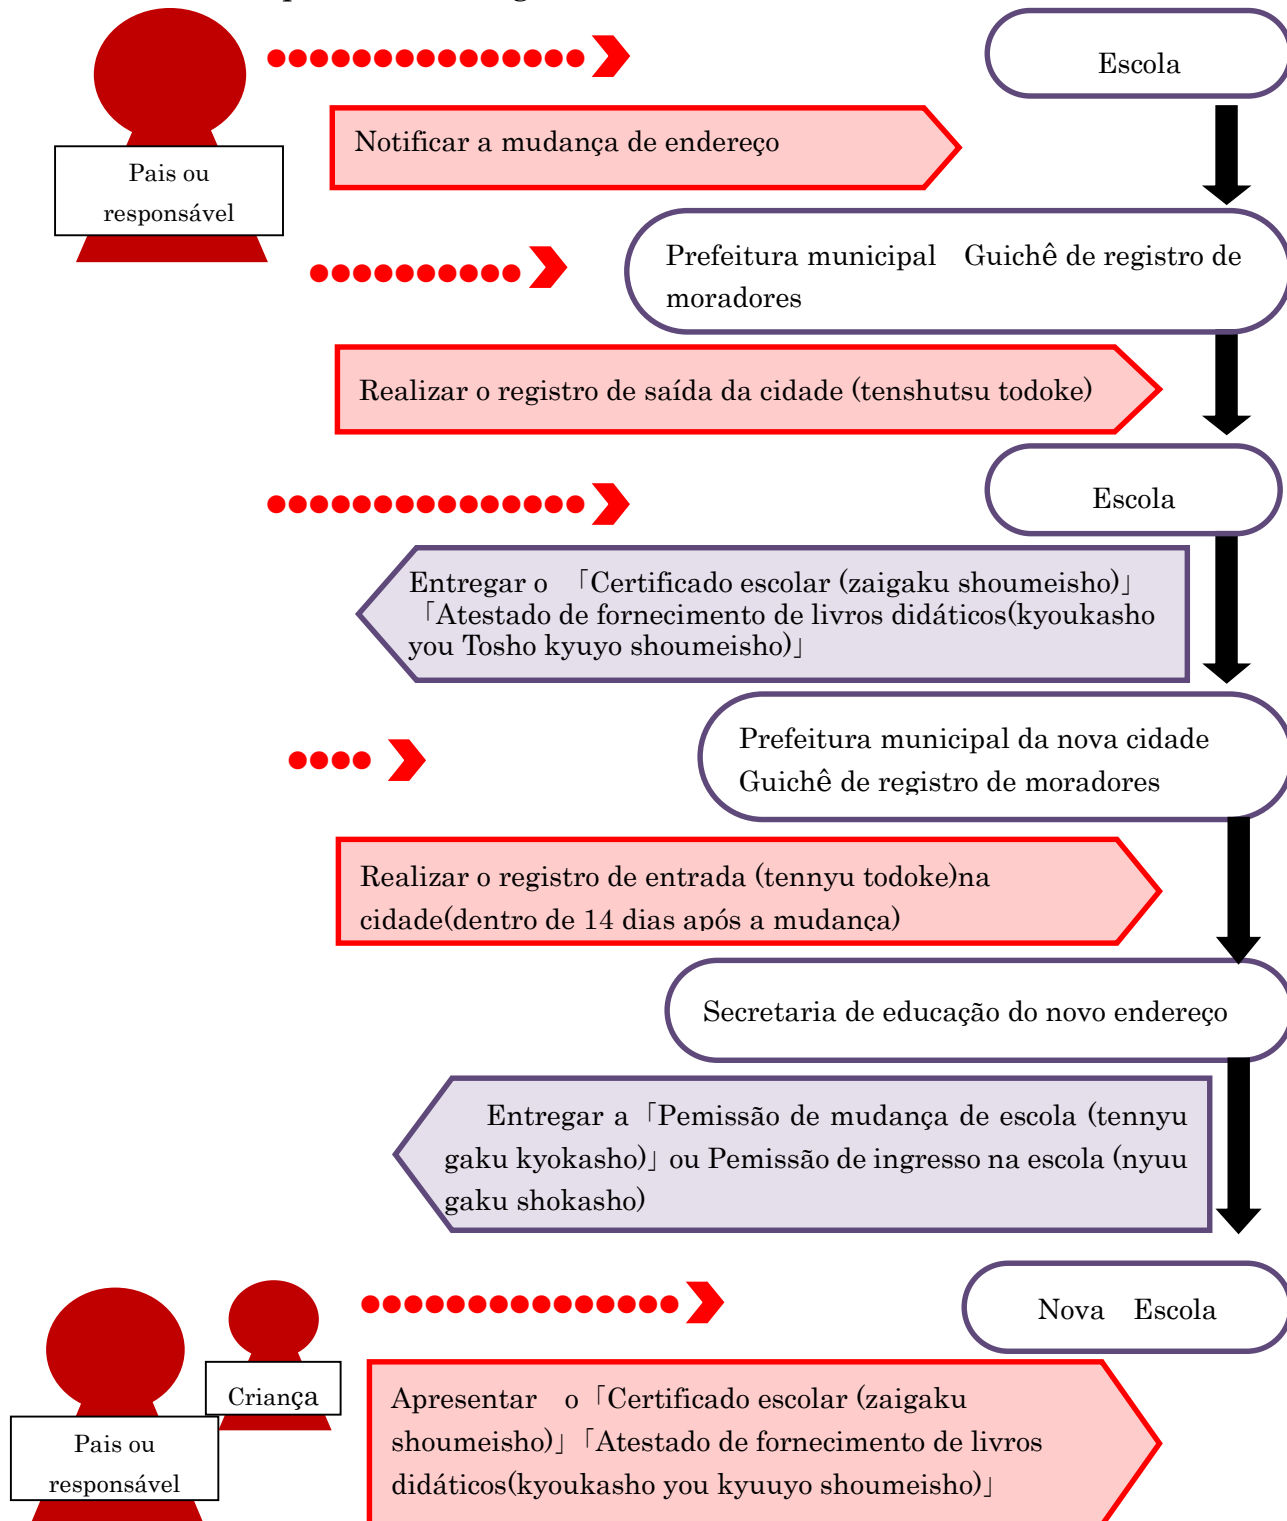 Escola
Notificar a mudança de endereço
Pais ou
responsável
Prefeitura municipal　Guichê de registro de
moradores
Realizar o registro de saída da cidade (tenshutsu todoke)
Escola
Entregar o 「Certificado escolar (zaigaku shoumeisho)」
「Atestado de fornecimento de livros didáticos(kyoukasho
you Tosho kyuyo shoumeisho)」
Prefeitura municipal da nova cidade
Guichê de registro de moradores
Realizar o registro de entrada (tennyu todoke)na
cidade(dentro de 14 dias após a mudança)
Secretaria de educação do novo endereço
Entregar a「Pemissão de mudança de escola (tennyu
gaku kyokasho)」ou Pemissão de ingresso na escola (nyuu
gaku shokasho)
Nova　Escola
Criança
Pais ou
responsável
Apresentar　o「Certificado escolar (zaigaku
shoumeisho)」「Atestado de fornecimento de livros
didáticos(kyoukasho you kyuuyo shoumeisho)」